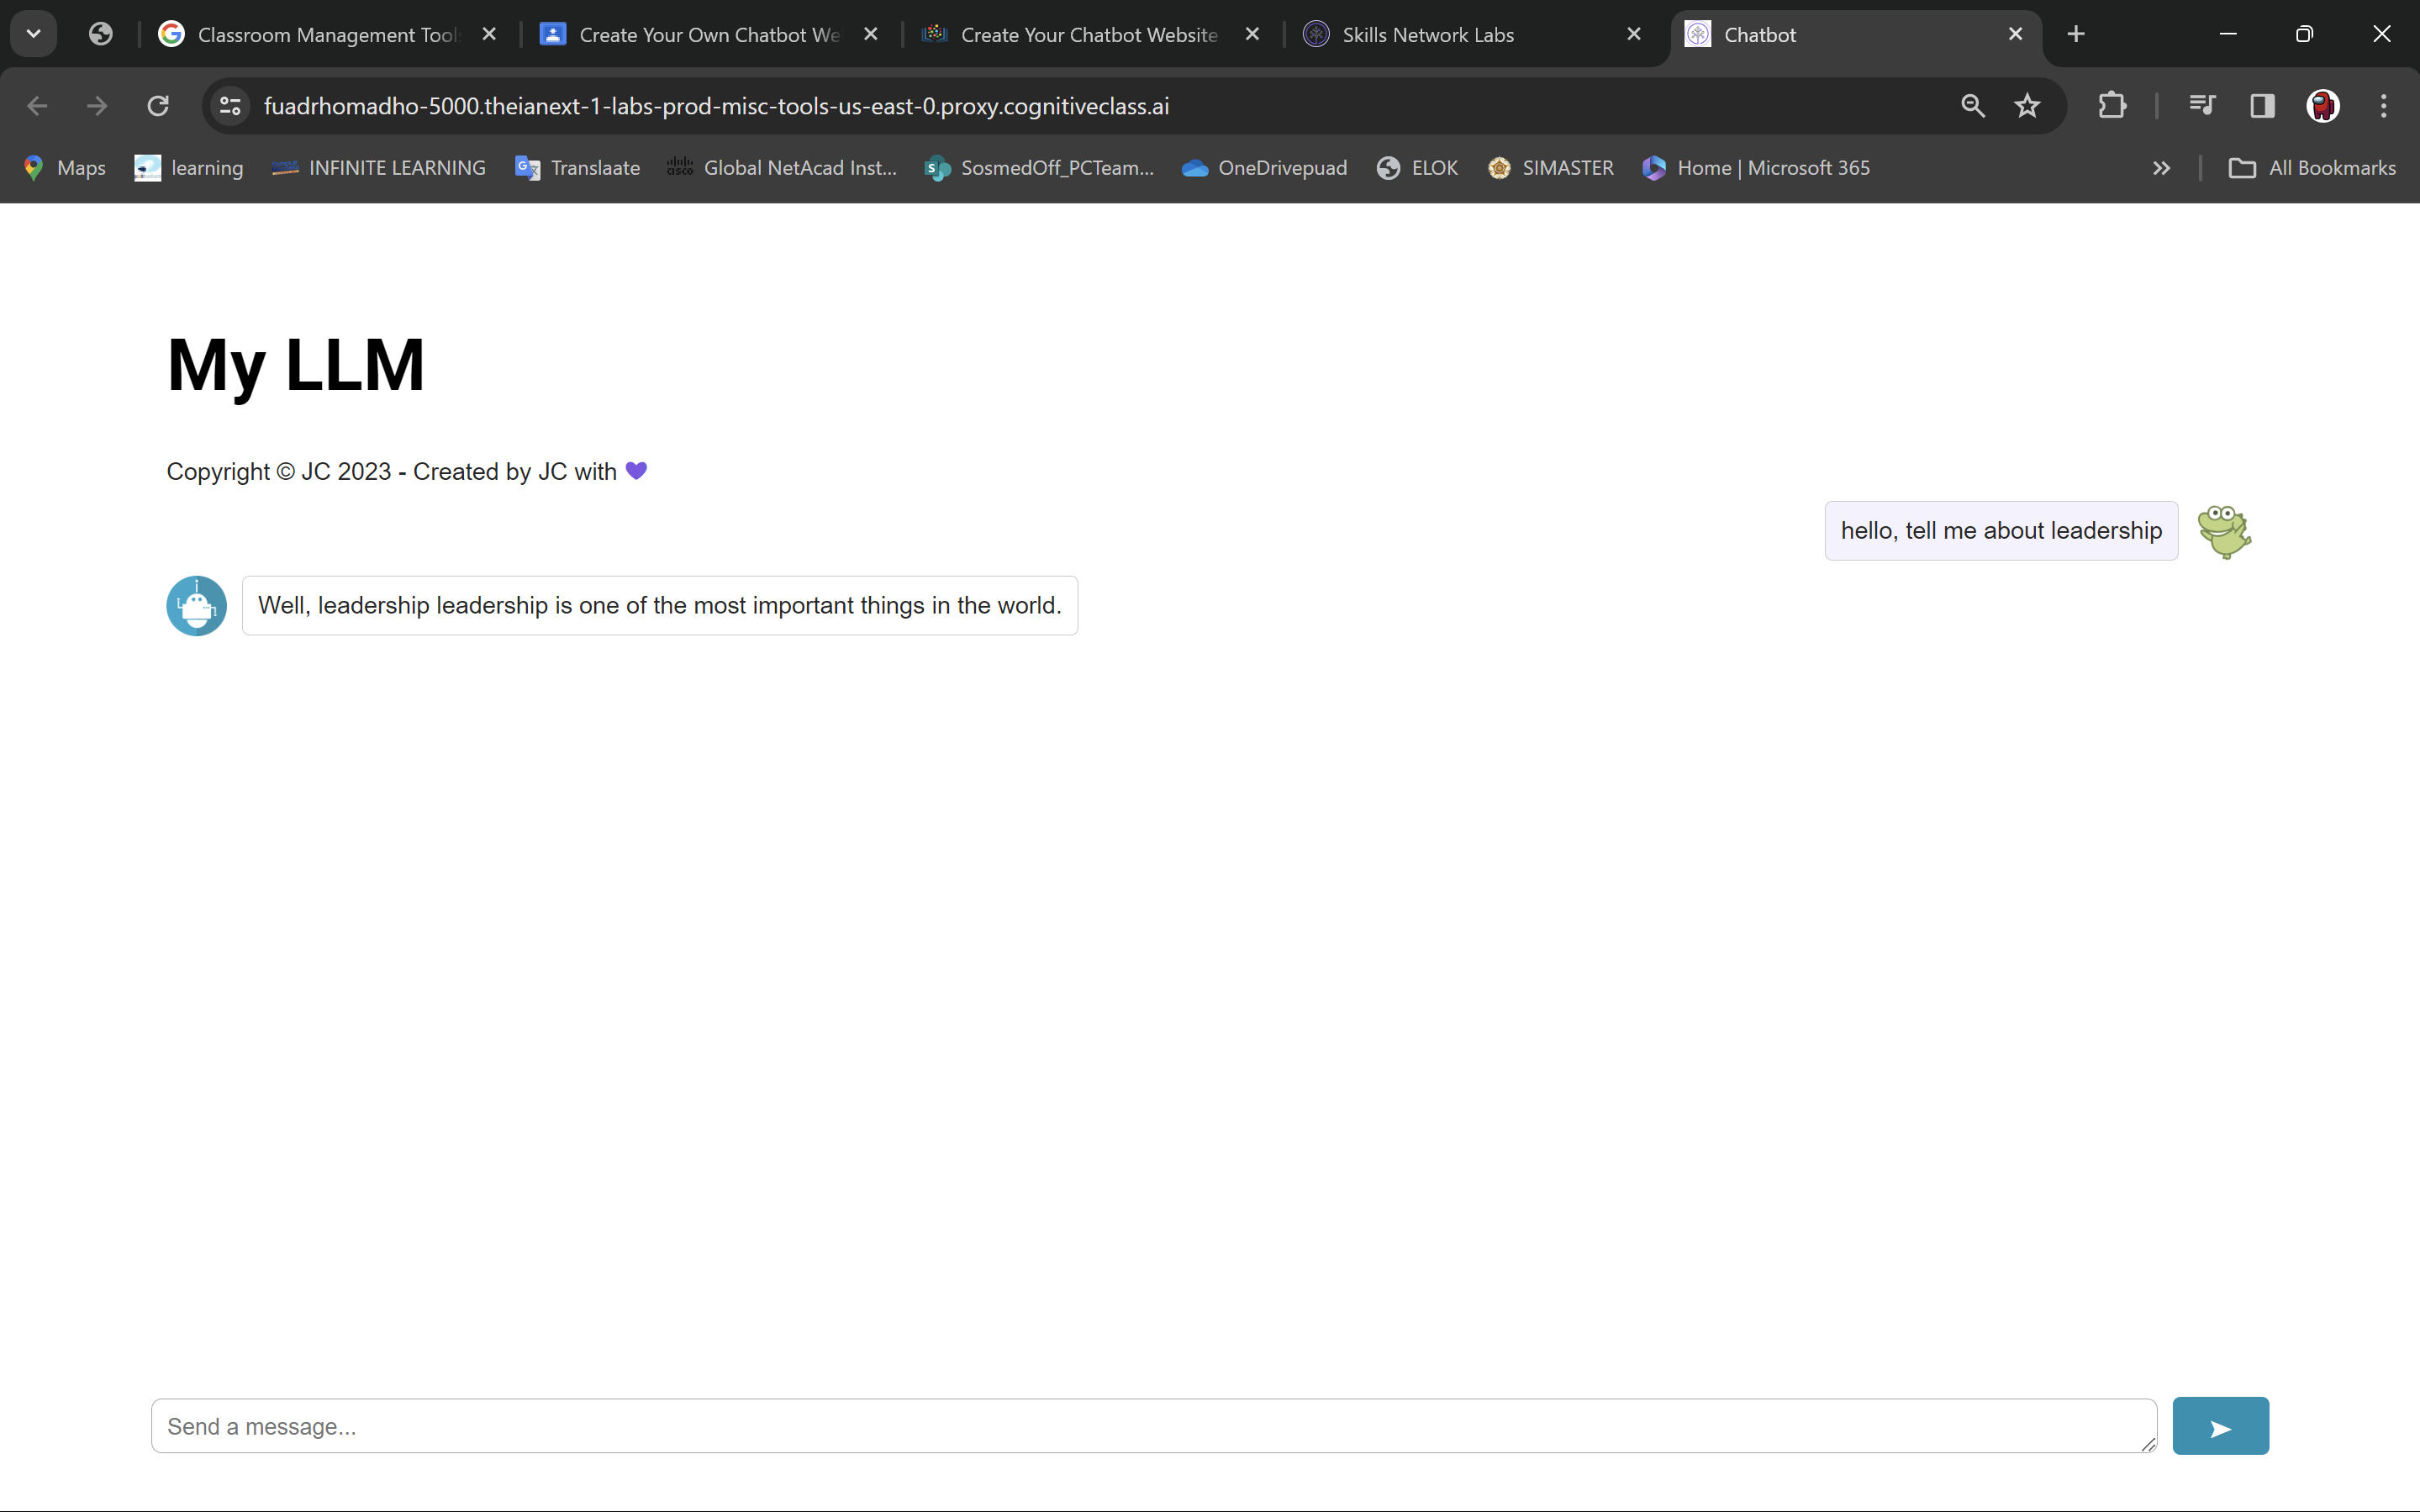 Classroom Management Tool
Create Your Own Chatbot We
Create Your Chatbot Website
Skills Network Labs
Chatbot
fuadrhomadho-5000.theianext-1-labs-prod-misc-tools-us-east-0.proxy.cognitiveclass.ai
Maps learning INFINITE LEARNING Translaate Global NetAcad Inst... SosmedOff_PCTeam... OneDrivepuad ELOK SIMASTER Home | Microsoft 365 All Bookmarks
My LLM
Copyright © JC 2023 - Created by JC with 💜
hello, tell me about leadership
Well, leadership leadership is one of the most important things in the world.
Send a message...